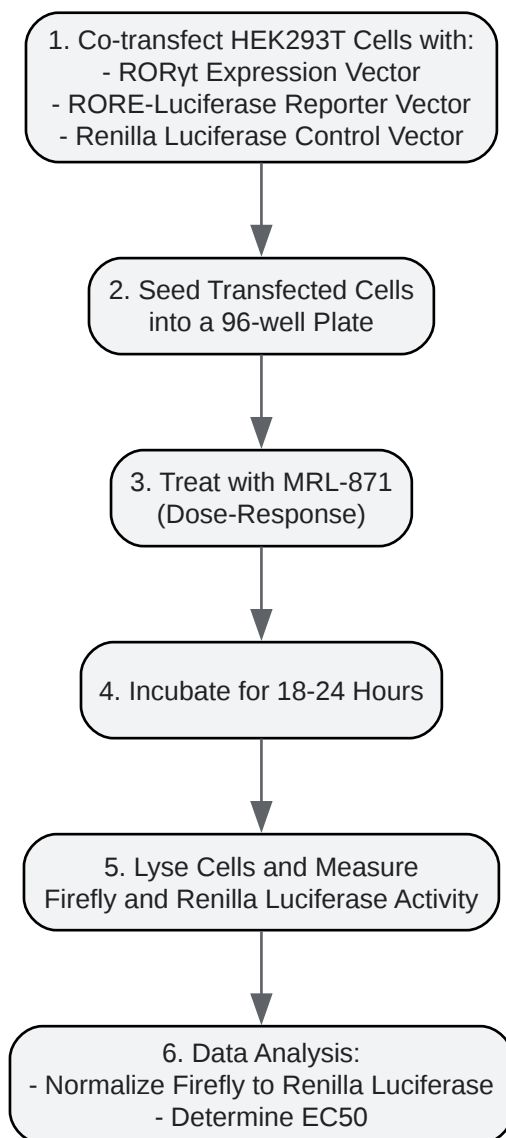 1. Co-transfect HEK293T Cells with:
- RORγt Expression Vector
- RORE-Luciferase Reporter Vector
- Renilla Luciferase Control Vector
2. Seed Transfected Cells
into a 96-well Plate
3. Treat with MRL-871
(Dose-Response)
4. Incubate for 18-24 Hours
5. Lyse Cells and Measure
Firefly and Renilla Luciferase Activity
6. Data Analysis:
- Normalize Firefly to Renilla Luciferase
- Determine EC50